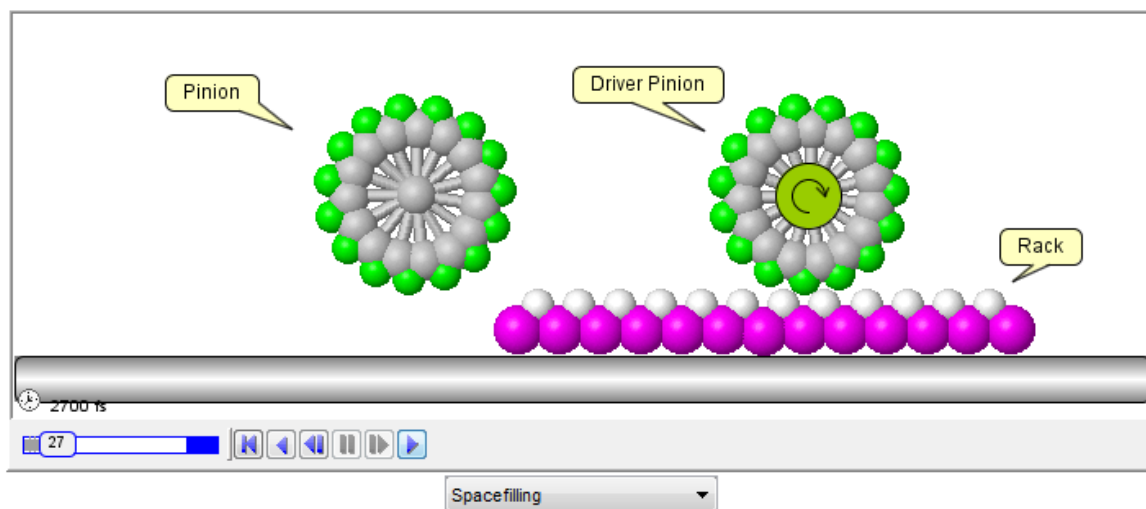 Pinion
Driver Pinion
Rack
2700 fs
27
Spacefilling